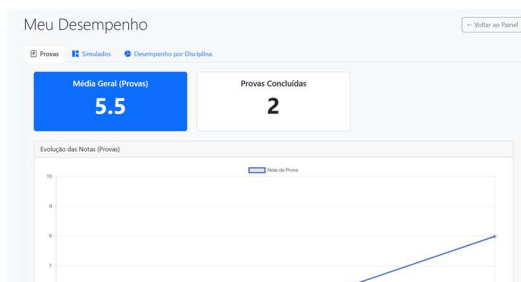 Meu Desempenho
← Voltar ao Painel
Provas
Simulados
Desempenho por Disciplina
Média Geral (Provas)
5.5
Provas Concluídas
2
Evolução das Notas (Provas)
Nota da Prova
10
9
8
7